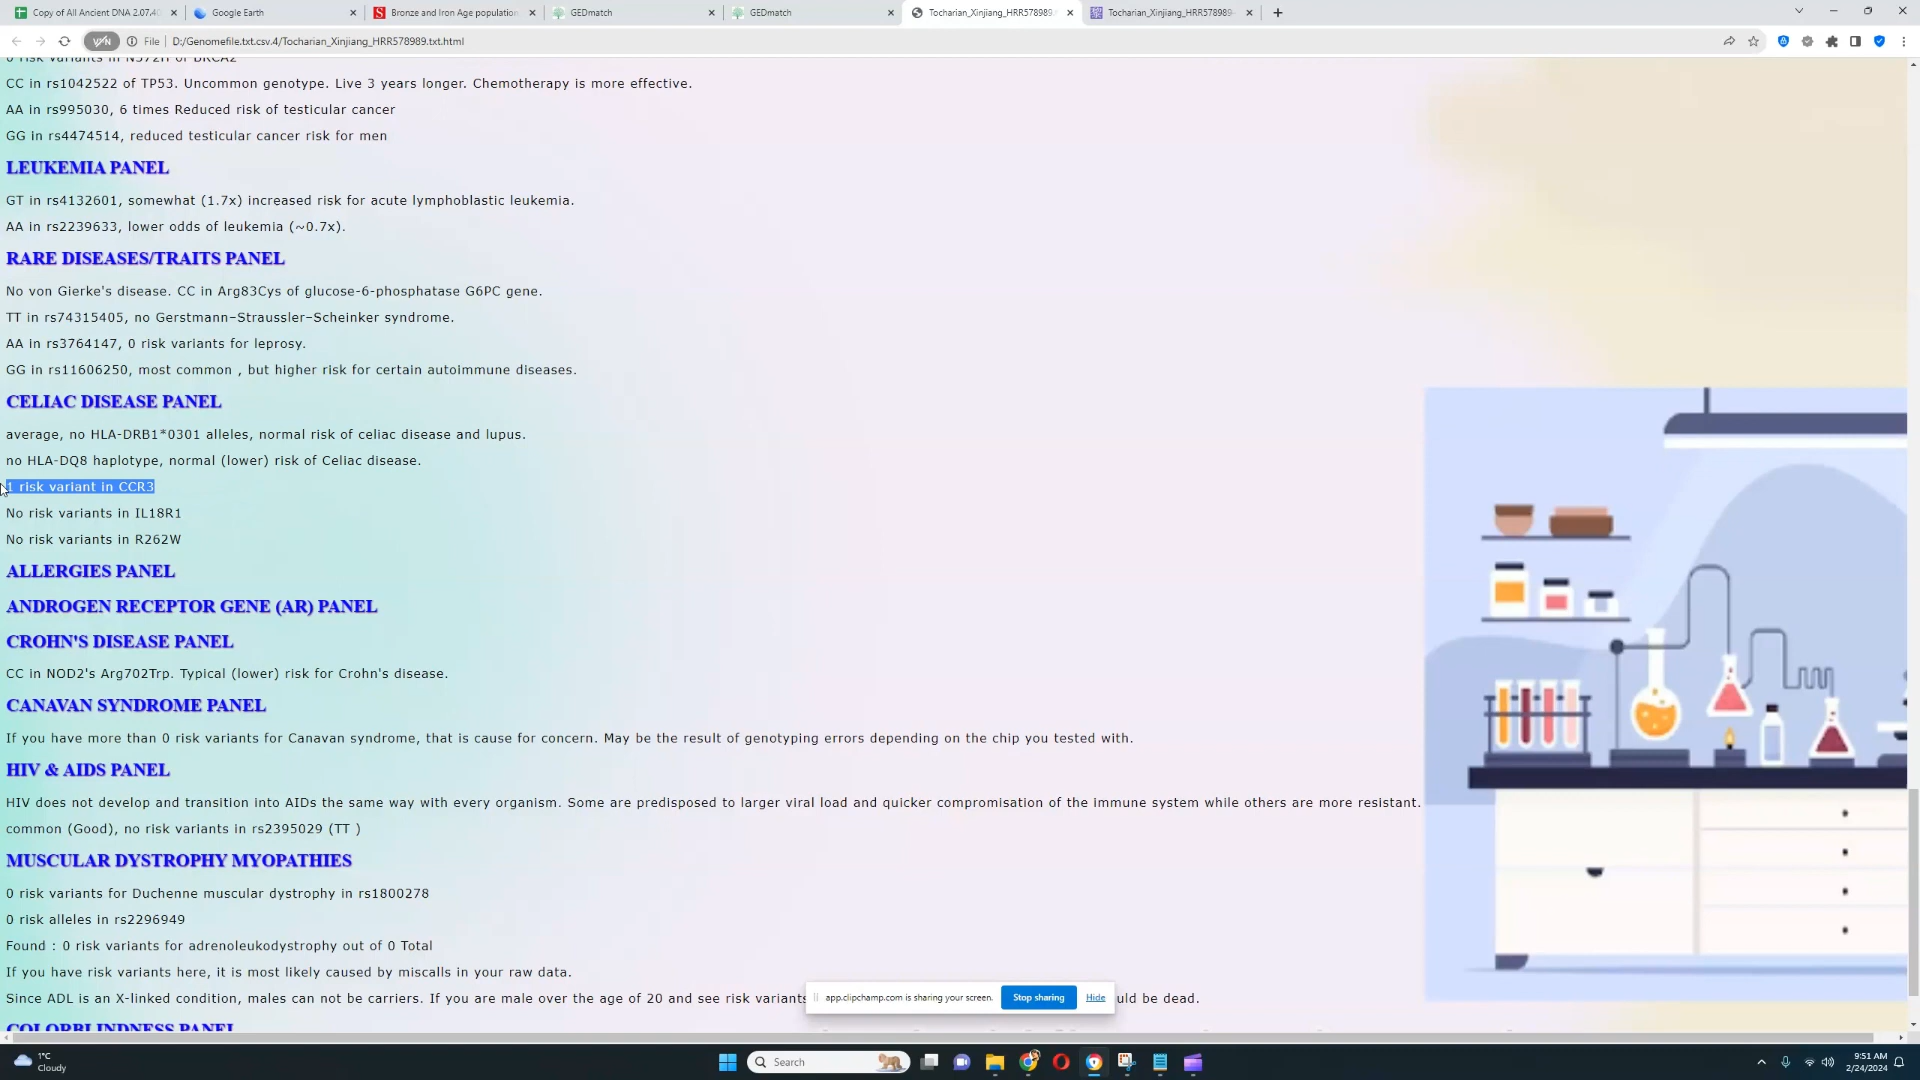 Copy of All Ancient DNA 2.07.40
Google Earth
Bronze and Iron Age population
GEDmatch
GEDmatch
Tocharian_Xinjiang_HRR578989.
Tocharian_Xinjiang_HRR578989
File D:/Genomefile.txt.csv.4/Tocharian_Xinjiang_HRR578989.txt.html
0 risk variants in N372H of BRCA2
CC in rs1042522 of TP53. Uncommon genotype. Live 3 years longer. Chemotherapy is more effective.
AA in rs995030, 6 times Reduced risk of testicular cancer
GG in rs4474514, reduced testicular cancer risk for men
LEUKEMIA PANEL
GT in rs4132601, somewhat (1.7x) increased risk for acute lymphoblastic leukemia.
AA in rs2239633, lower odds of leukemia (~0.7x).
RARE DISEASES/TRAITS PANEL
No von Gierke's disease. CC in Arg83Cys of glucose-6-phosphatase G6PC gene.
TT in rs74315405, no Gerstmann–Straussler–Scheinker syndrome.
AA in rs3764147, 0 risk variants for leprosy.
GG in rs11606250, most common , but higher risk for certain autoimmune diseases.
CELIAC DISEASE PANEL
average, no HLA-DRB1*0301 alleles, normal risk of celiac disease and lupus.
no HLA-DQ8 haplotype, normal (lower) risk of Celiac disease.
1 risk variant in CCR3
No risk variants in IL18R1
No risk variants in R262W
ALLERGIES PANEL
ANDROGEN RECEPTOR GENE (AR) PANEL
CROHN'S DISEASE PANEL
CC in NOD2's Arg702Trp. Typical (lower) risk for Crohn's disease.
CANAVAN SYNDROME PANEL
If you have more than 0 risk variants for Canavan syndrome, that is cause for concern. May be the result of genotyping errors depending on the chip you tested with.
HIV & AIDS PANEL
HIV does not develop and transition into AIDs the same way with every organism. Some are predisposed to larger viral load and quicker compromisation of the immune system while others are more resistant.
common (Good), no risk variants in rs2395029 (TT )
MUSCULAR DYSTROPHY MYOPATHIES
0 risk variants for Duchenne muscular dystrophy in rs1800278
0 risk alleles in rs2296949
Found : 0 risk variants for adrenoleukodystrophy out of 0 Total
If you have risk variants here, it is most likely caused by miscalls in your raw data.
Since ADL is an X-linked condition, males can not be carriers. If you are male over the age of 20 and see risk variants uld be dead.
app.clipchamp.com is sharing your screen. Stop sharing Hide
COLORBLINDNESS PANEL
1°C
Cloudy
Search
9:51 AM
2/24/2024